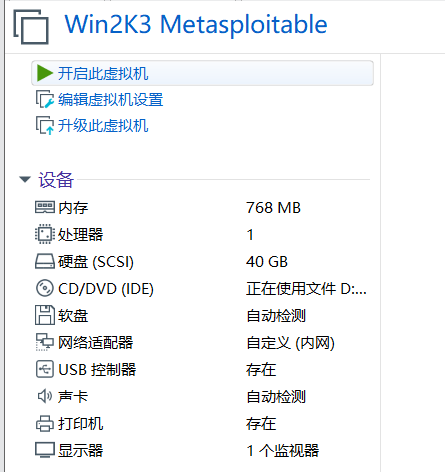 Win2K3 Metasploitable
开启此虚拟机
编辑虚拟机设置
升级此虚拟机
设备
内存 768 MB
处理器 1
硬盘 (SCSI) 40 GB
CD/DVD (IDE) 正在使用文件 D:...
软盘 自动检测
网络适配器 自定义 (内网)
USB 控制器 存在
声卡 自动检测
打印机 存在
显示器 1 个监视器